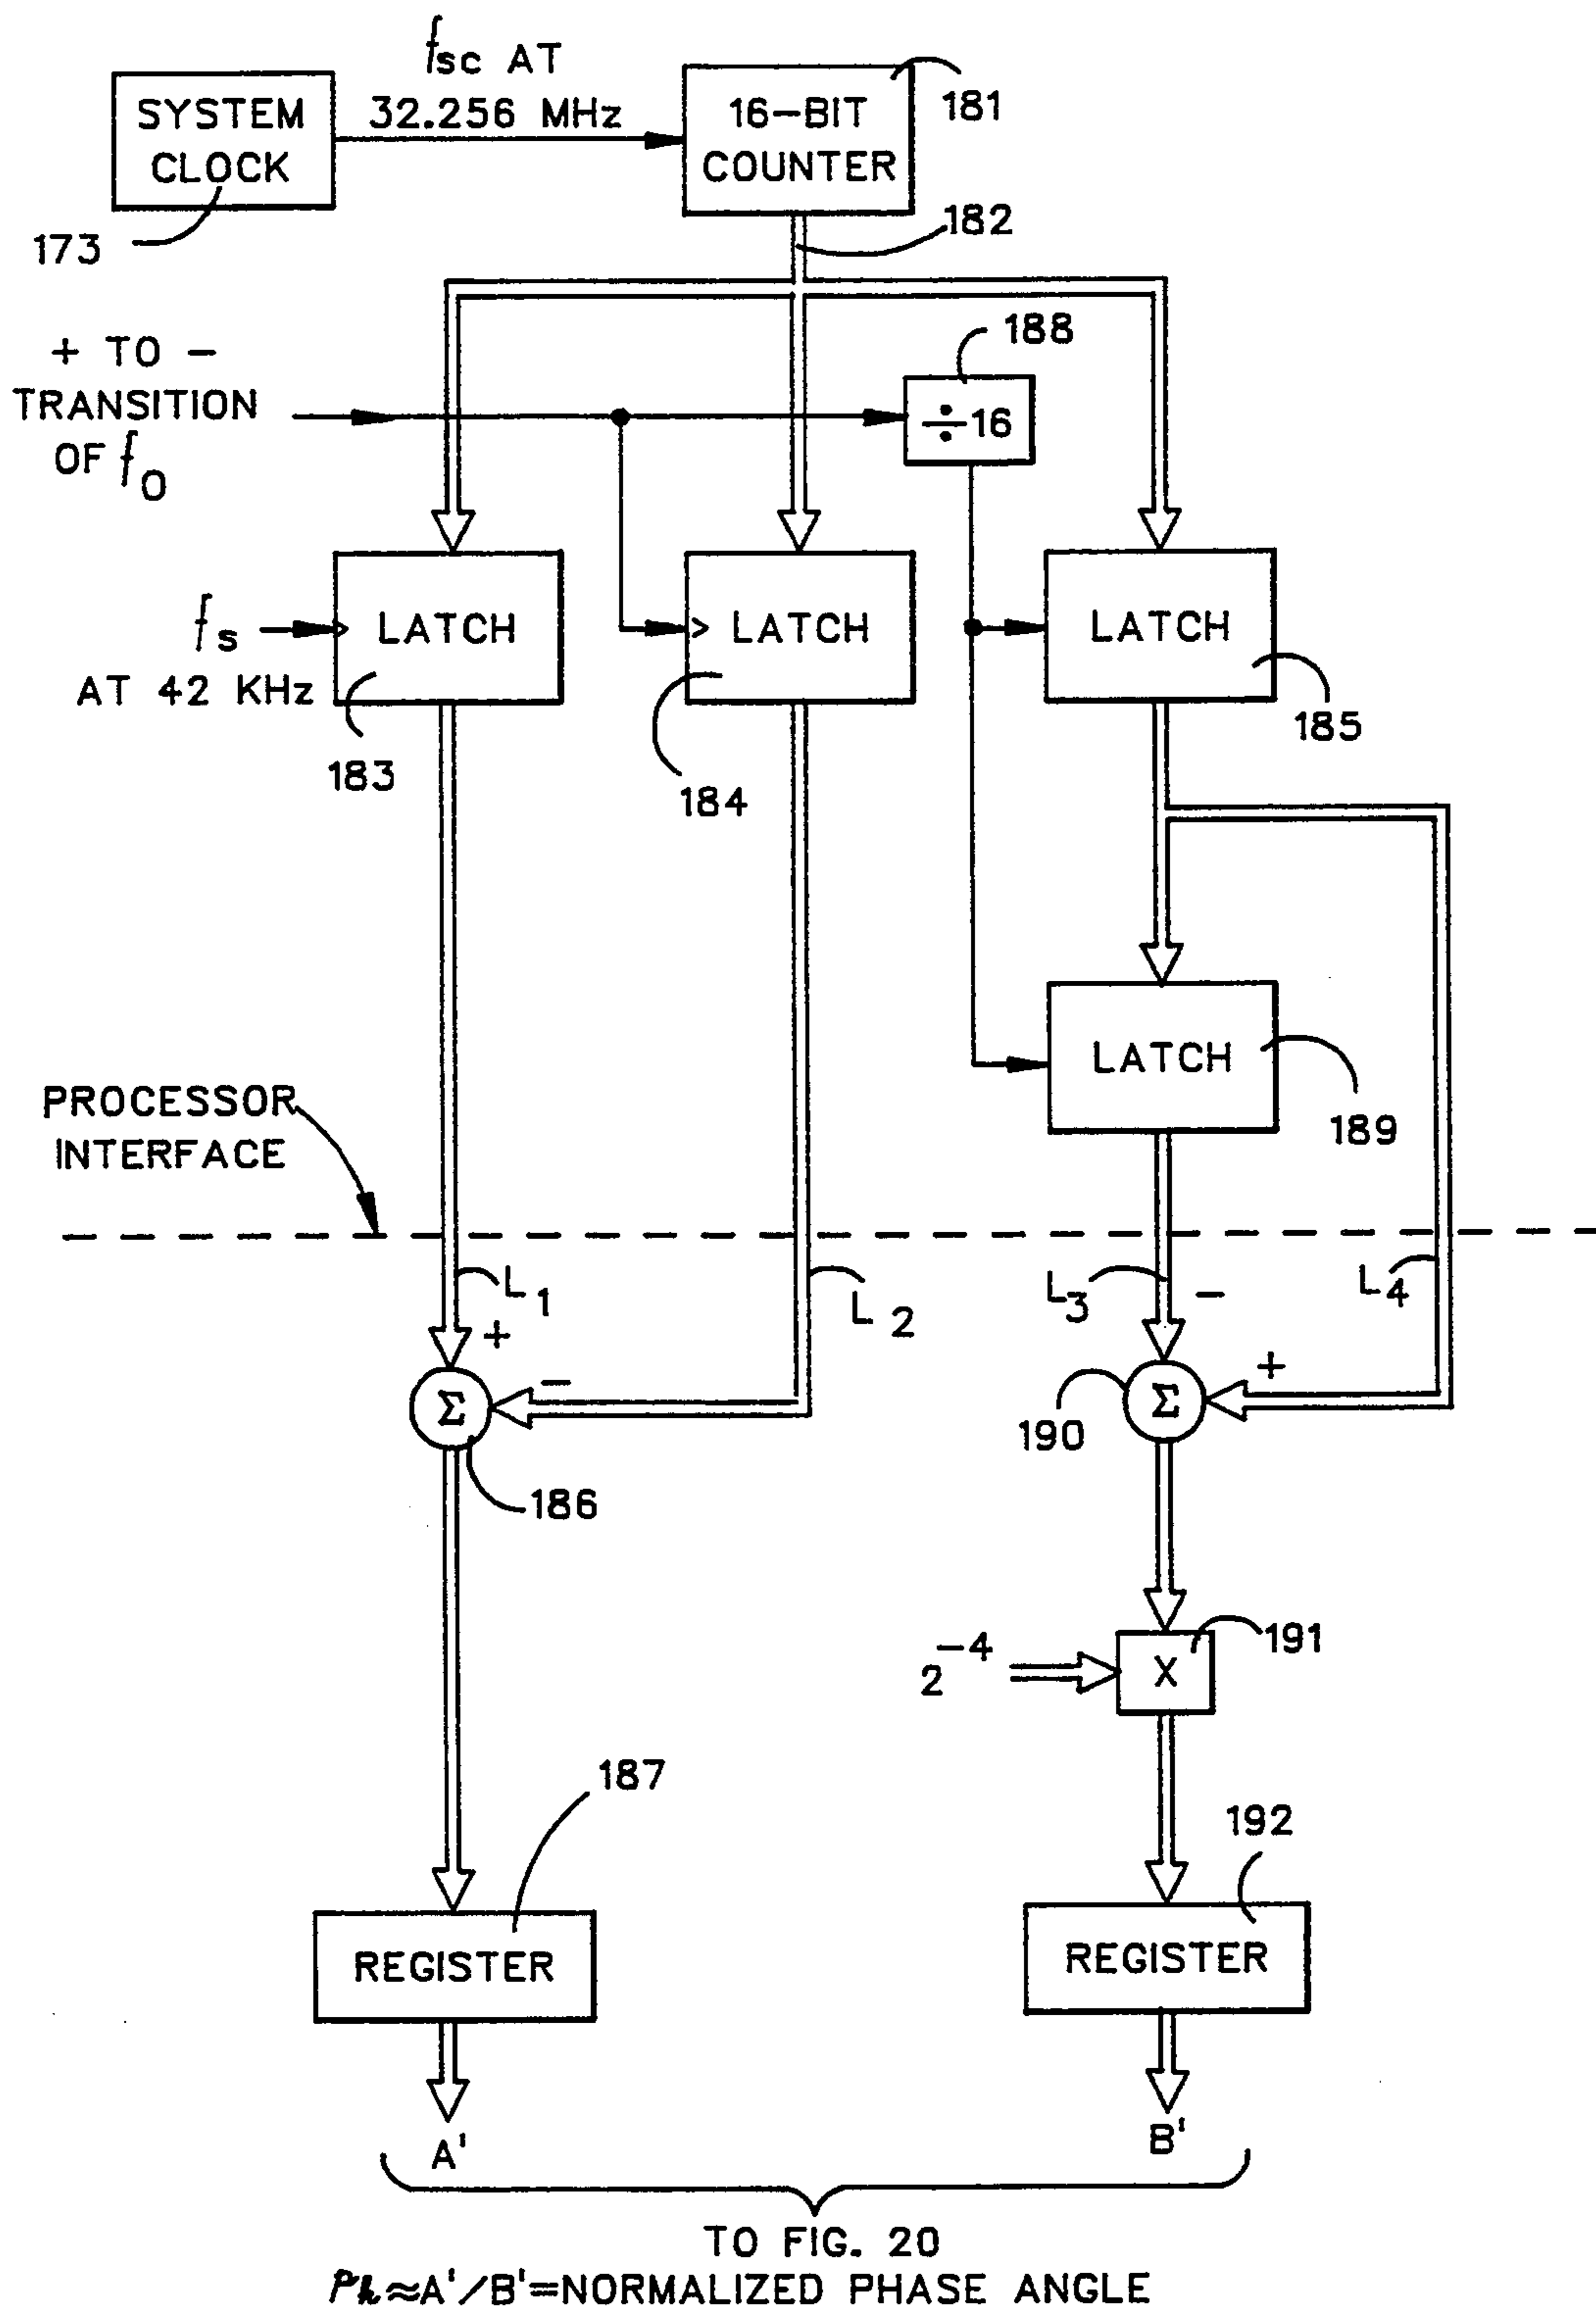 fsc AT
32.256 MHz
SYSTEM
CLOCK
173
16-BIT
COUNTER
181
182
+ TO -
TRANSITION
OF f0
188
÷16
fs
AT 42 KHz
LATCH
183
LATCH
184
LATCH
185
LATCH
189
PROCESSOR
INTERFACE
L1
+
L2
-
L3
-
L4
+
Σ
186
Σ
190
2-4
X
191
187
REGISTER
192
REGISTER
A'
B'
TO FIG. 20
Ph≈A'/B'=NORMALIZED PHASE ANGLE